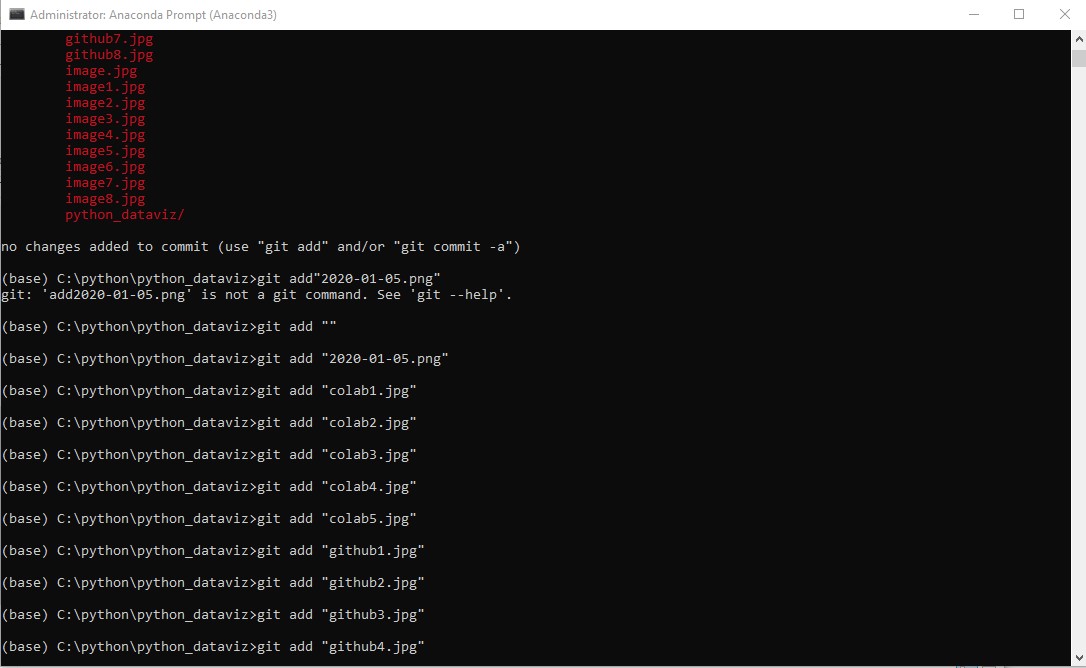 Administrator: Anaconda Prompt (Anaconda3)
github7.jpg
github8.jpg
image.jpg
image1.jpg
image2.jpg
image3.jpg
image4.jpg
image5.jpg
image6.jpg
image7.jpg
image8.jpg
python_dataviz/
no changes added to commit (use "git add" and/or "git commit -a")
(base) C:\python\python_dataviz>git add"2020-01-05.png"
git: 'add2020-01-05.png' is not a git command. See 'git --help'.
(base) C:\python\python_dataviz>git add ""
(base) C:\python\python_dataviz>git add "2020-01-05.png"
(base) C:\python\python_dataviz>git add "colab1.jpg"
(base) C:\python\python_dataviz>git add "colab2.jpg"
(base) C:\python\python_dataviz>git add "colab3.jpg"
(base) C:\python\python_dataviz>git add "colab4.jpg"
(base) C:\python\python_dataviz>git add "colab5.jpg"
(base) C:\python\python_dataviz>git add "github1.jpg"
(base) C:\python\python_dataviz>git add "github2.jpg"
(base) C:\python\python_dataviz>git add "github3.jpg"
(base) C:\python\python_dataviz>git add "github4.jpg"